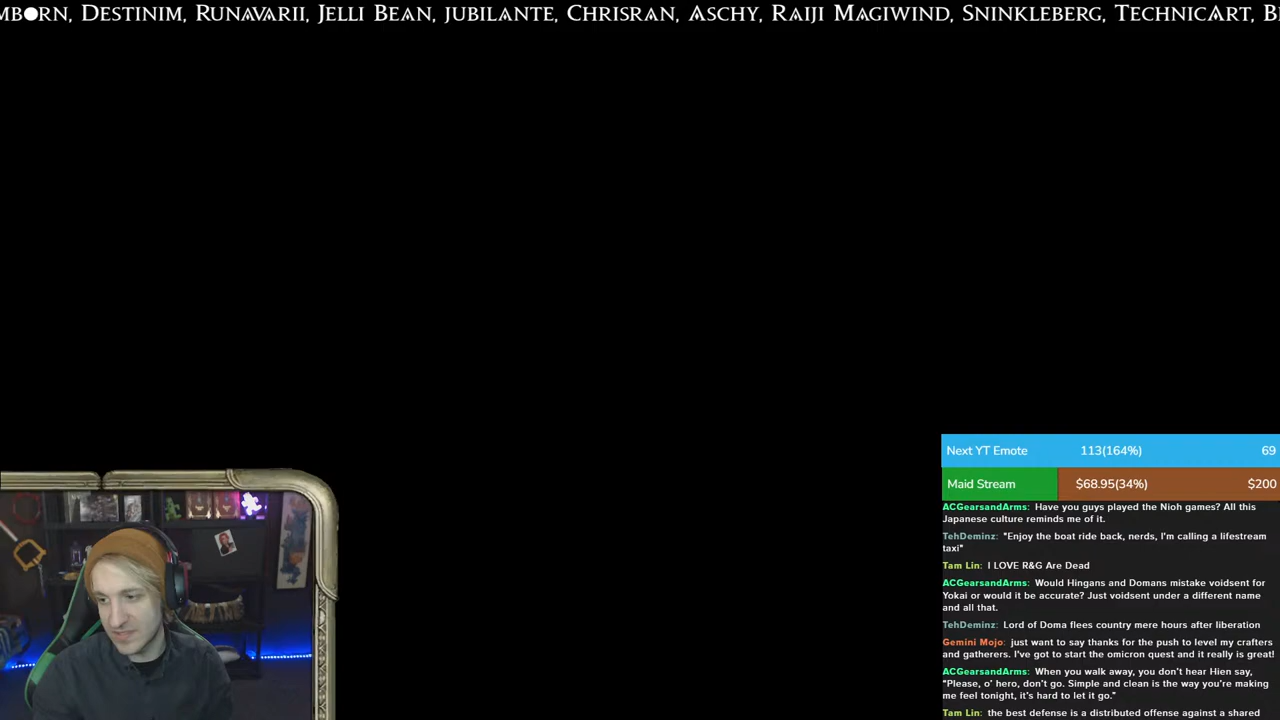 MBORN, DESTINIM, RUNAVARII, JELLI BEAN, JUBILANTE, CHRISRAN, ASCHY, RAIJI MAGIWIND, SNINKLEBERG, TECHNICART, B
Next YT Emote 113(164%) 69
Maid Stream $68.95(34%) $200
ACGearsandArms: Have you guys played the Nioh games? All this
Japanese culture reminds me of it.
TehDeminz: "Enjoy the boat ride back, nerds, I'm calling a lifestream
taxi"
Tam Lin: I LOVE R&G Are Dead
ACGearsandArms: Would Hingans and Domans mistake voidsent for
Yokai or would it be accurate? Just voidsent under a different name
and all that.
TehDeminz: Lord of Doma flees country mere hours after liberation
Gemini Mojo: just want to say thanks for the push to level my crafters
and gatherers. I've got to start the omicron quest and it really is great!
ACGearsandArms: When you walk away, you don't hear Hien say,
"Please, o' hero, don't go. Simple and clean is the way you're making
me feel tonight, it's hard to let it go."
Tam Lin: the best defense is a distributed offense against a shared